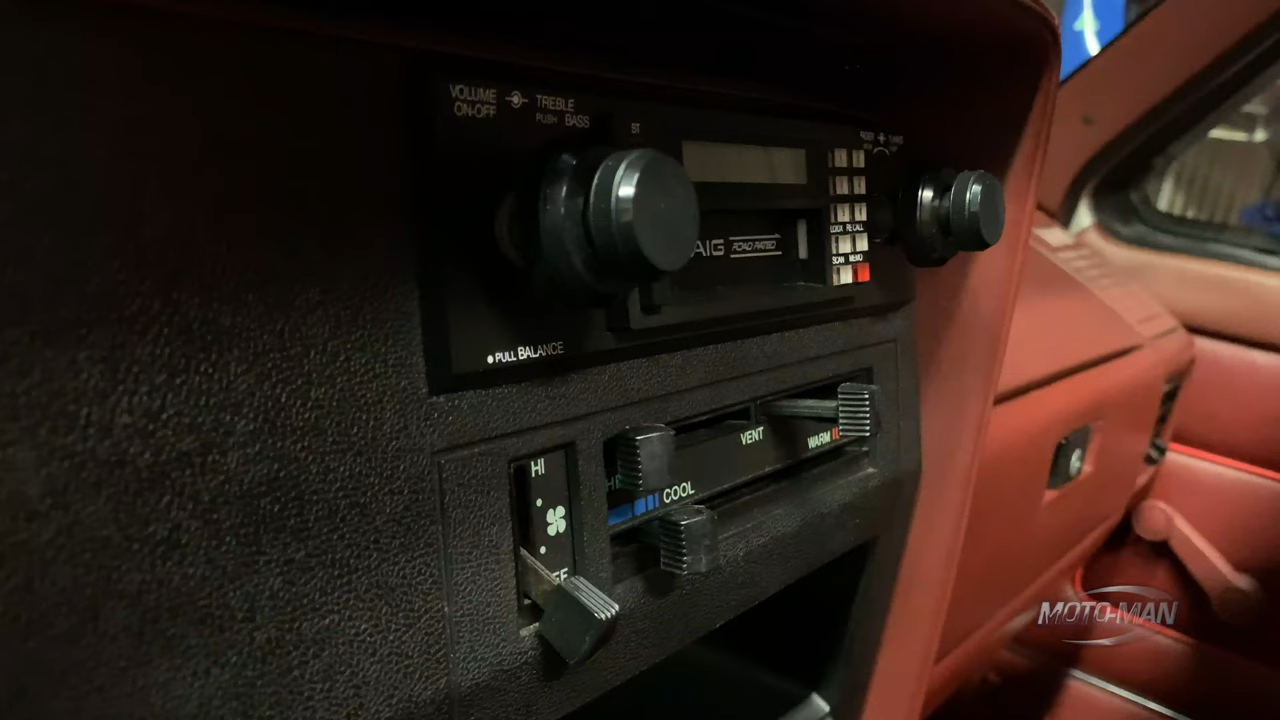 VOLUME
ON-OFF
TREBLE
PUSH BASS
ST
AIG ROAD RATED
LO/DX RE CALL
SCAN MEMO
PULL BALANCE
HI
VENT
WARM
COOL
MOTO-MAN